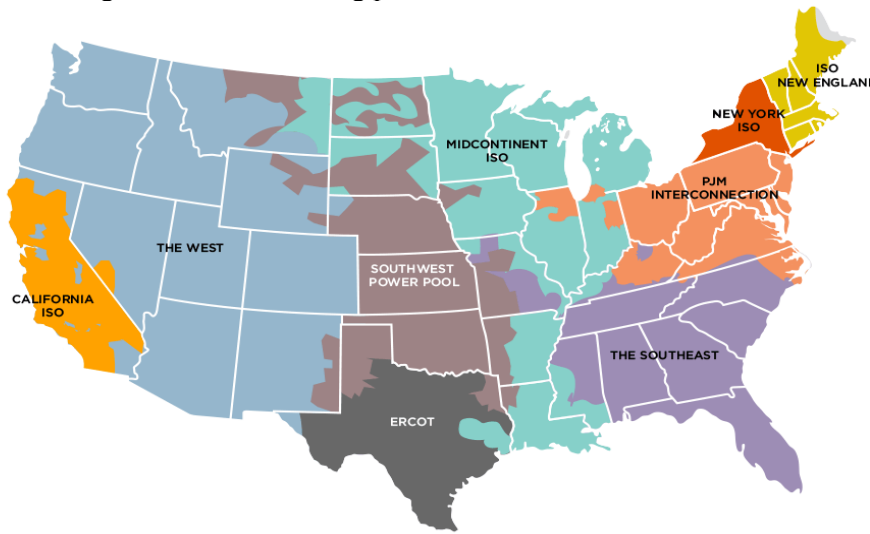 ISO
NEW ENGLAND
NEW YORK
ISO
MIDCONTINENT
ISO
PJM
INTERCONNECTION
THE WEST
SOUTHWEST
POWER POOL
CALIFORNIA
ISO
THE SOUTHEAST
ERCOT